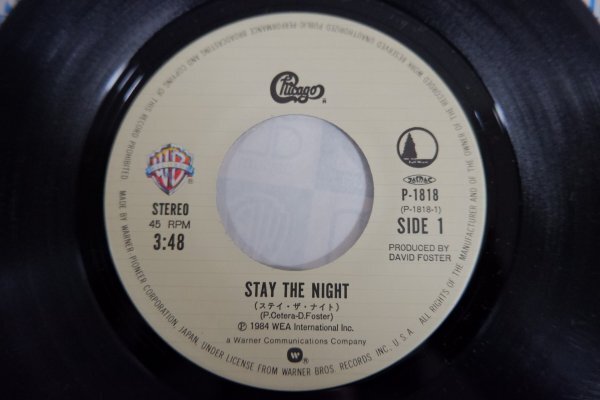 Chicago
®
WB
®
STEREO
45 RPM
3:48
JASRAC
P-1818
(P-1818-1)
SIDE 1
PRODUCED BY
DAVID FOSTER
STAY THE NIGHT
(ステイ・ザ・ナイト)
(P.Cetera-D.Foster)
Ⓟ 1984 WEA International Inc.
a Warner Communications Company
W ®
MADE BY WARNER-PIONEER CORPORATION, JAPAN UNDER LICENSE FROM WARNER BROS. RECORDS INC., U.S.A.
ALL RIGHTS OF THE MANUFACTURER AND OF THE OWNER OF THE RECORDED WORK RESERVED UNAUTHORIZED PUBLIC PERFORMANCE BROADCASTING AND COPYING OF THIS RECORD PROHIBITED